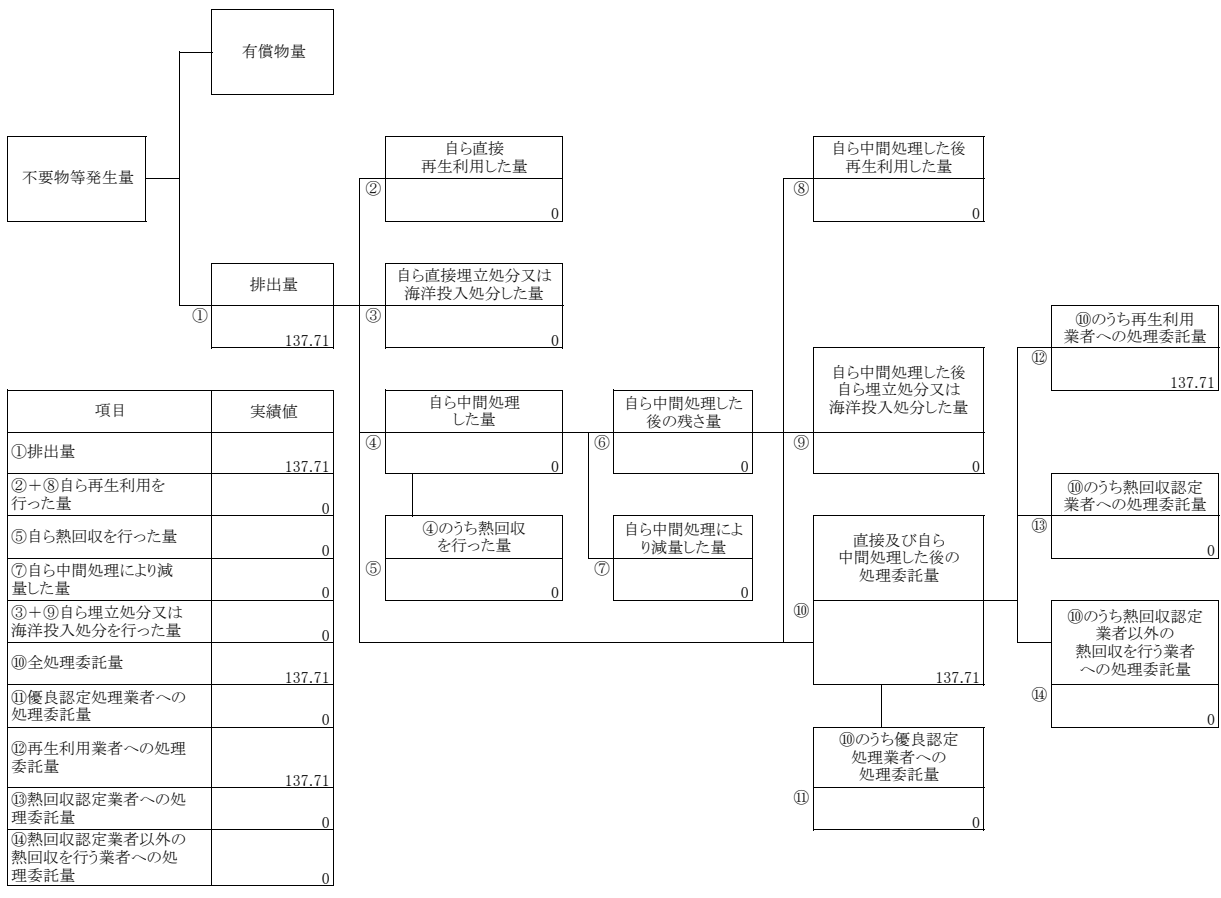 有償物量
不要物等発生量
排出量
①
137.71
自ら直接
再生利用した量
②
0
自ら直接埋立処分又は
海洋投入処分した量
③
0
自ら中間処理
した量
④
0
④のうち熱回収
を行った量
⑤
0
自ら中間処理した
後の残さ量
⑥
0
自ら中間処理によ
り減量した量
⑦
0
自ら中間処理した後
再生利用した量
⑧
0
自ら中間処理した後
自ら埋立処分又は
海洋投入処分した量
⑨
0
直接及び自ら
中間処理した後の
処理委託量
⑩
137.71
⑩のうち優良認定
処理業者への
処理委託量
⑪
0
⑩のうち再生利用
業者への処理委託量
⑫
137.71
⑩のうち熱回収認定
業者への処理委託量
⑬
0
⑩のうち熱回収認定
業者以外の
熱回収を行う業者
への処理委託量
⑭
0
項目 実績値
①排出量
137.71
②＋⑧自ら再生利用を
行った量
0
⑤自ら熱回収を行った量
0
⑦自ら中間処理により減
量した量
0
③＋⑨自ら埋立処分又は
海洋投入処分を行った量
0
⑩全処理委託量
137.71
⑪優良認定処理業者への
処理委託量
0
⑫再生利用業者への処理
委託量
137.71
⑬熱回収認定業者への処
理委託量
0
⑭熱回収認定業者以外の
熱回収を行う業者への処
理委託量
0